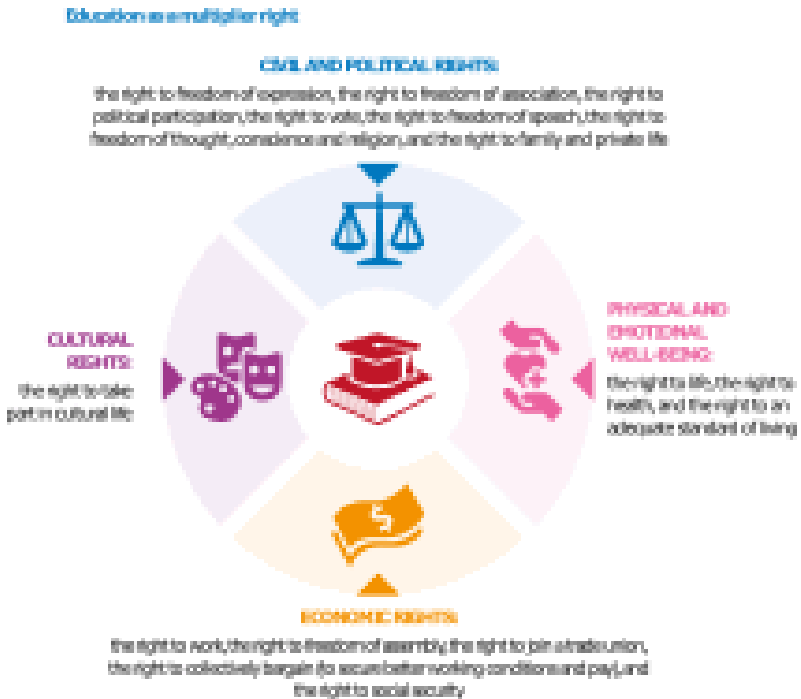 Education as a multiplier right
CIVIL AND POLITICAL RIGHTS:
the right to freedom of expression, the right to freedom of association, the right to
political participation, the right to vote, the right to freedom of speech, the right to
freedom of thought, conscience and religion, and the right to family and private life
CULTURAL
RIGHTS:
the right to take
part in cultural life
PHYSICAL AND
EMOTIONAL
WELL-BEING:
the right to life, the right to
health, and the right to an
adequate standard of living
$
ECONOMIC RIGHTS:
the right to work, the right to freedom of assembly, the right to join a trade union,
the right to collectively bargain (to secure better working conditions and pay), and
the right to social security